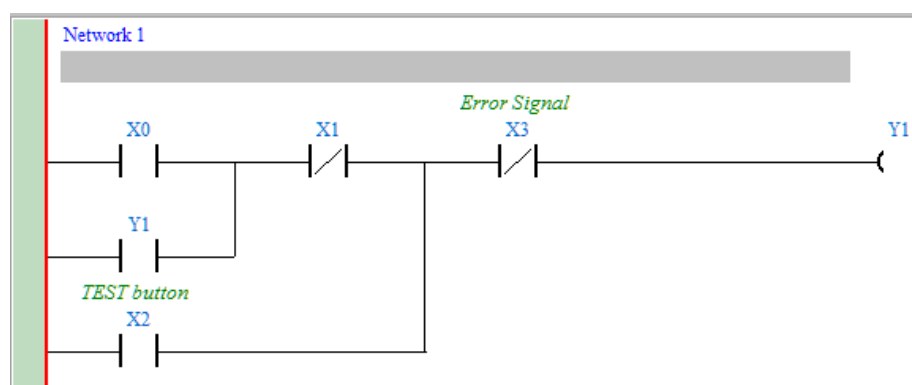 Network 1
Error Signal
X0 X1 X3 Y1
Y1
TEST button
X2